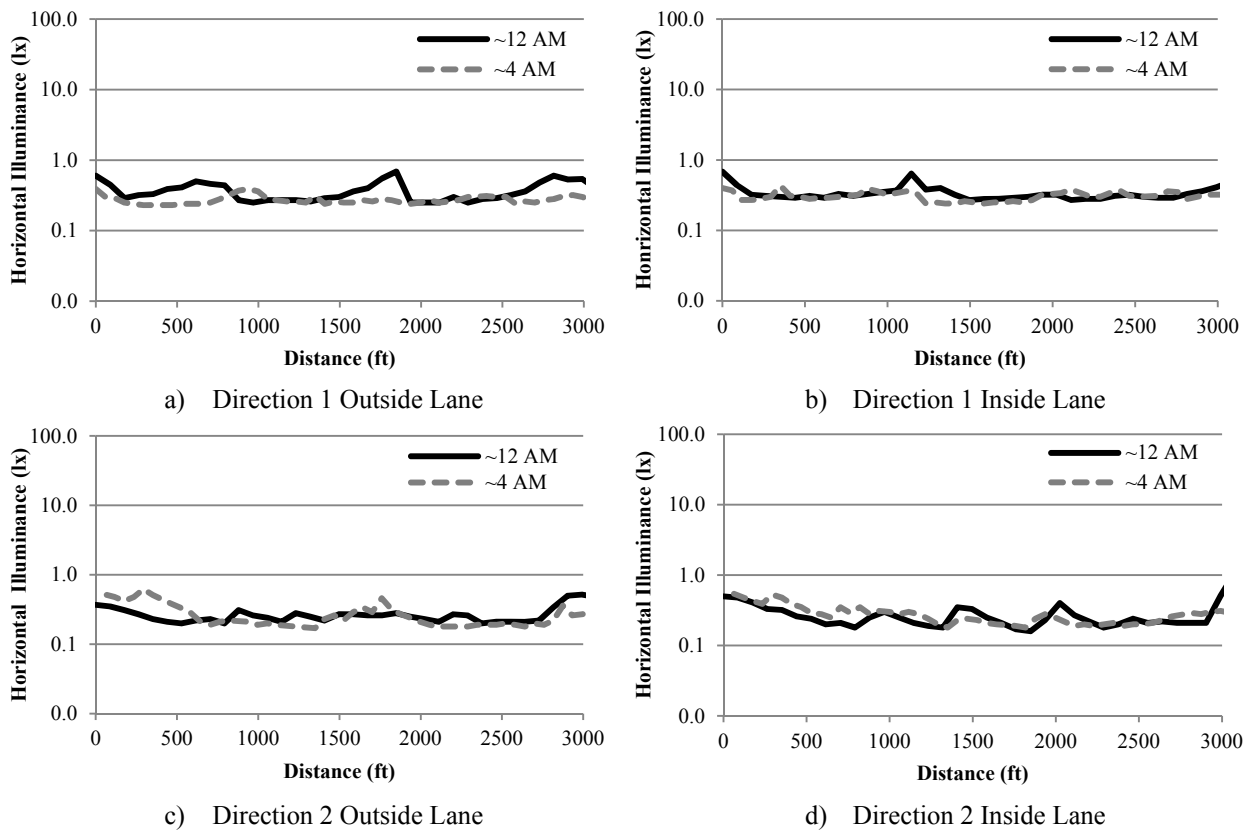 Horizontal Illuminance (lx)
100.0
10.0
1.0
0.1
0.0
~12 AM
~4 AM
0 500 1000 1500 2000 2500 3000
Distance (ft)
a) Direction 1 Outside Lane
Honrizontal Illuminance (lx)
100.0
10.0
1.0
0.1
0.0
~12 AM
~4 AM
0 500 1000 1500 2000 2500 3000
Distance (ft)
b) Direction 1 Inside Lane
Horizontal Illuminance (lx)
100.0
10.0
1.0
0.1
0.0
~12 AM
~4 AM
0 500 1000 1500 2000 2500 3000
Distance (ft)
c) Direction 2 Outside Lane
Horizontal Illuminance (lx)
100.0
10.0
1.0
0.1
0.0
~12 AM
~4 AM
0 500 1000 1500 2000 2500 3000
Distance (ft)
d) Direction 2 Inside Lane